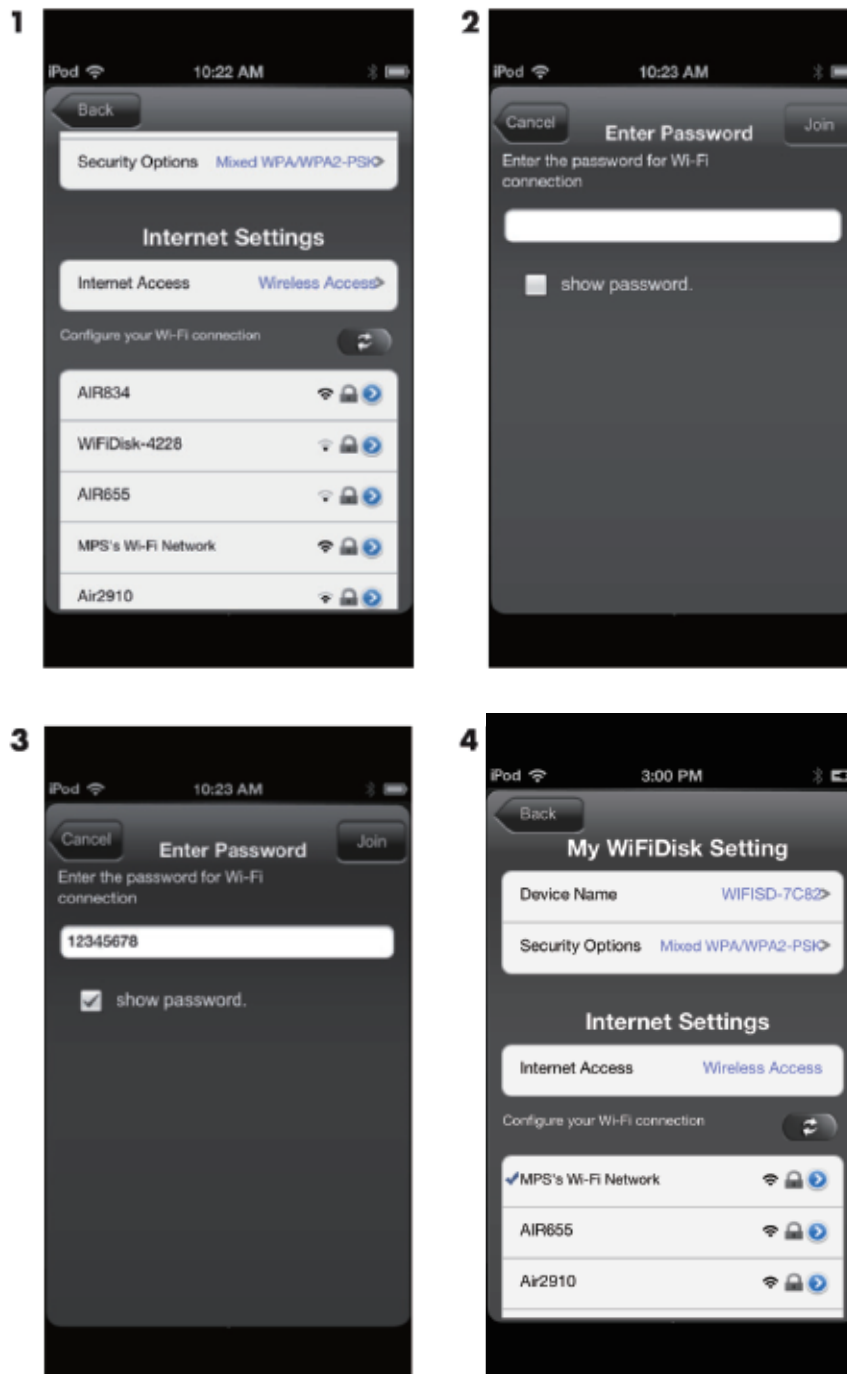 1
iPod 10:22 AM
Back
Security Options Mixed WPA/WPA2-PSK
Internet Settings
Internet Access Wireless Access
Configure your Wi-Fi connection
AIR834
WiFiDisk-4228
AIR655
MPS's Wi-Fi Network
Air2910
2
iPod 10:23 AM
Cancel Enter Password Join
Enter the password for Wi-Fi
connection
show password.
3
iPod 10:23 AM
Cancel Enter Password Join
Enter the password for Wi-Fi
connection
12345678
show password.
4
iPod 3:00 PM
Back
My WiFiDisk Setting
Device Name WIFISD-7C82
Security Options Mixed WPA/WPA2-PSK
Internet Settings
Internet Access Wireless Access
Configure your Wi-Fi connection
MPS's Wi-Fi Network
AIR655
Air2910